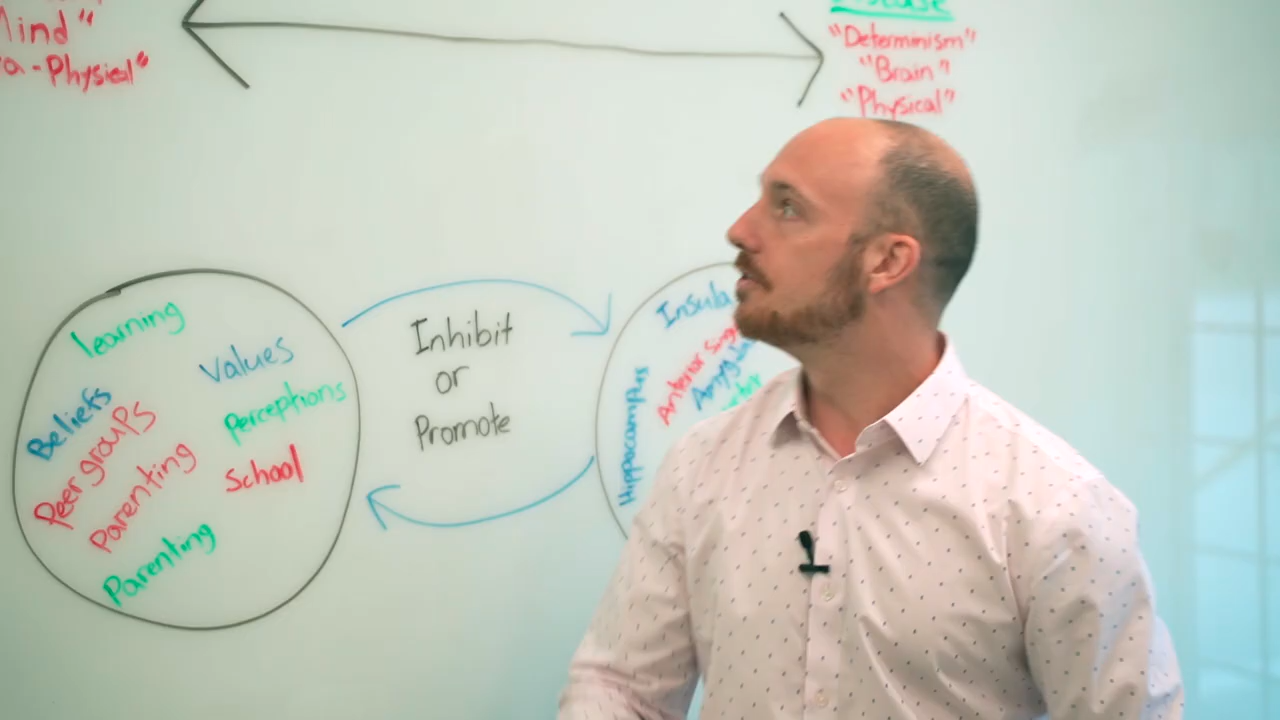 Mind"
a-Physical"
"Determinism"
"Brain"
"Physical"
learning
Values
Beliefs
Perceptions
Peer groups
Parenting
School
Parenting
Inhibit
or
Promote
Insula
Anterior
Hippocampus